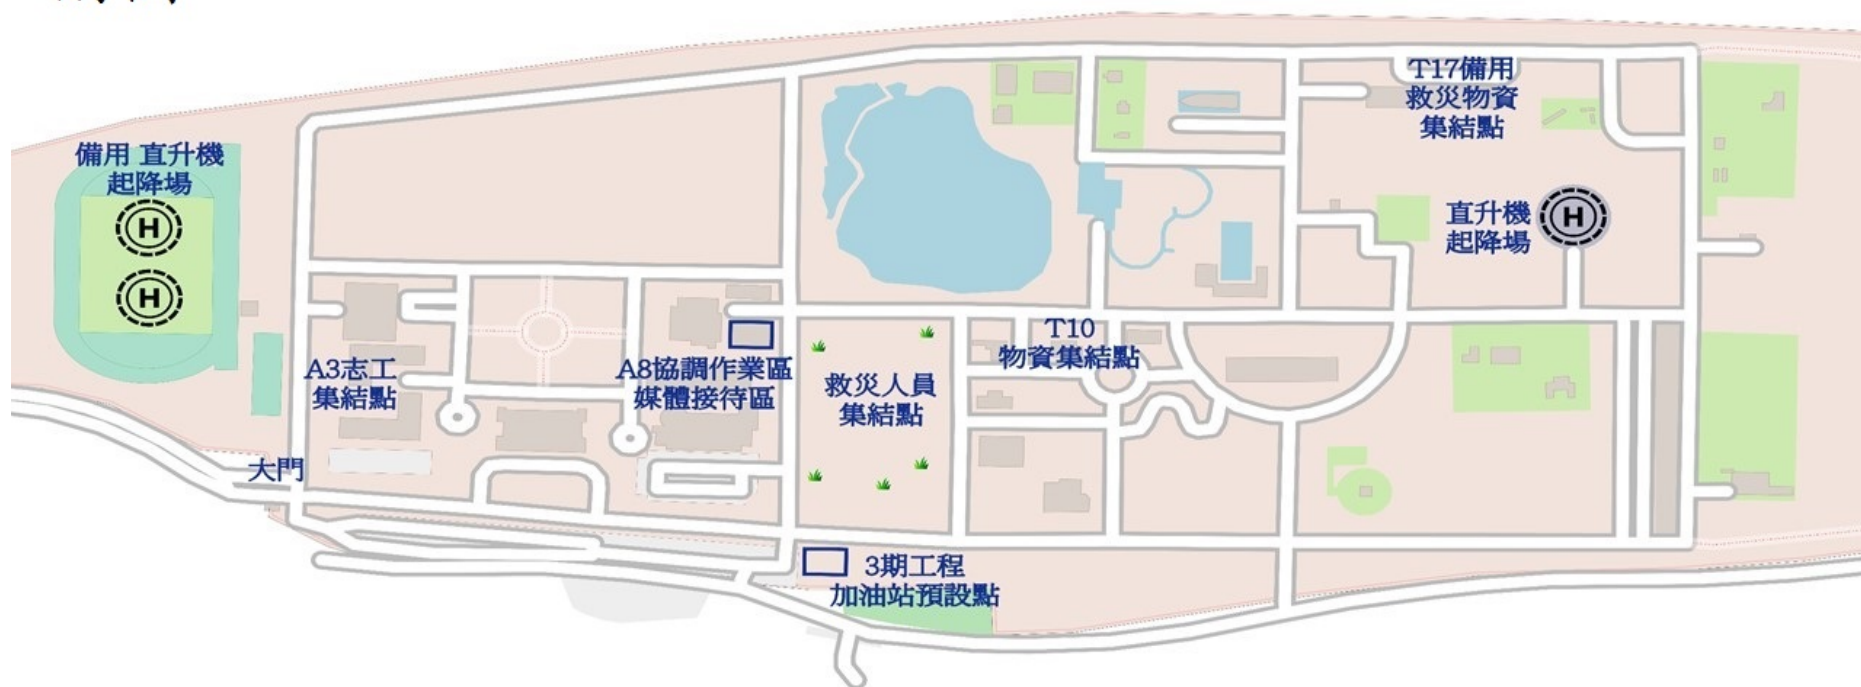 T17備用
救災物資
集結點
備用 直升機
起降場
H
H
直升機
起降場
H
T10
物資集結點
A3志工
集結點
A8協調作業區
媒體接待區
救災人員
集結點
大門
3期工程
加油站預設點